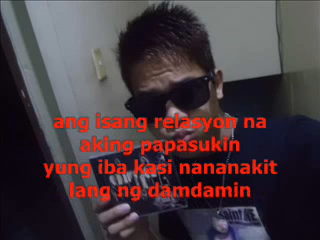 ang isang relasyon na
aking papasukin
yung iba kasi nananakit
lang ng damdamin